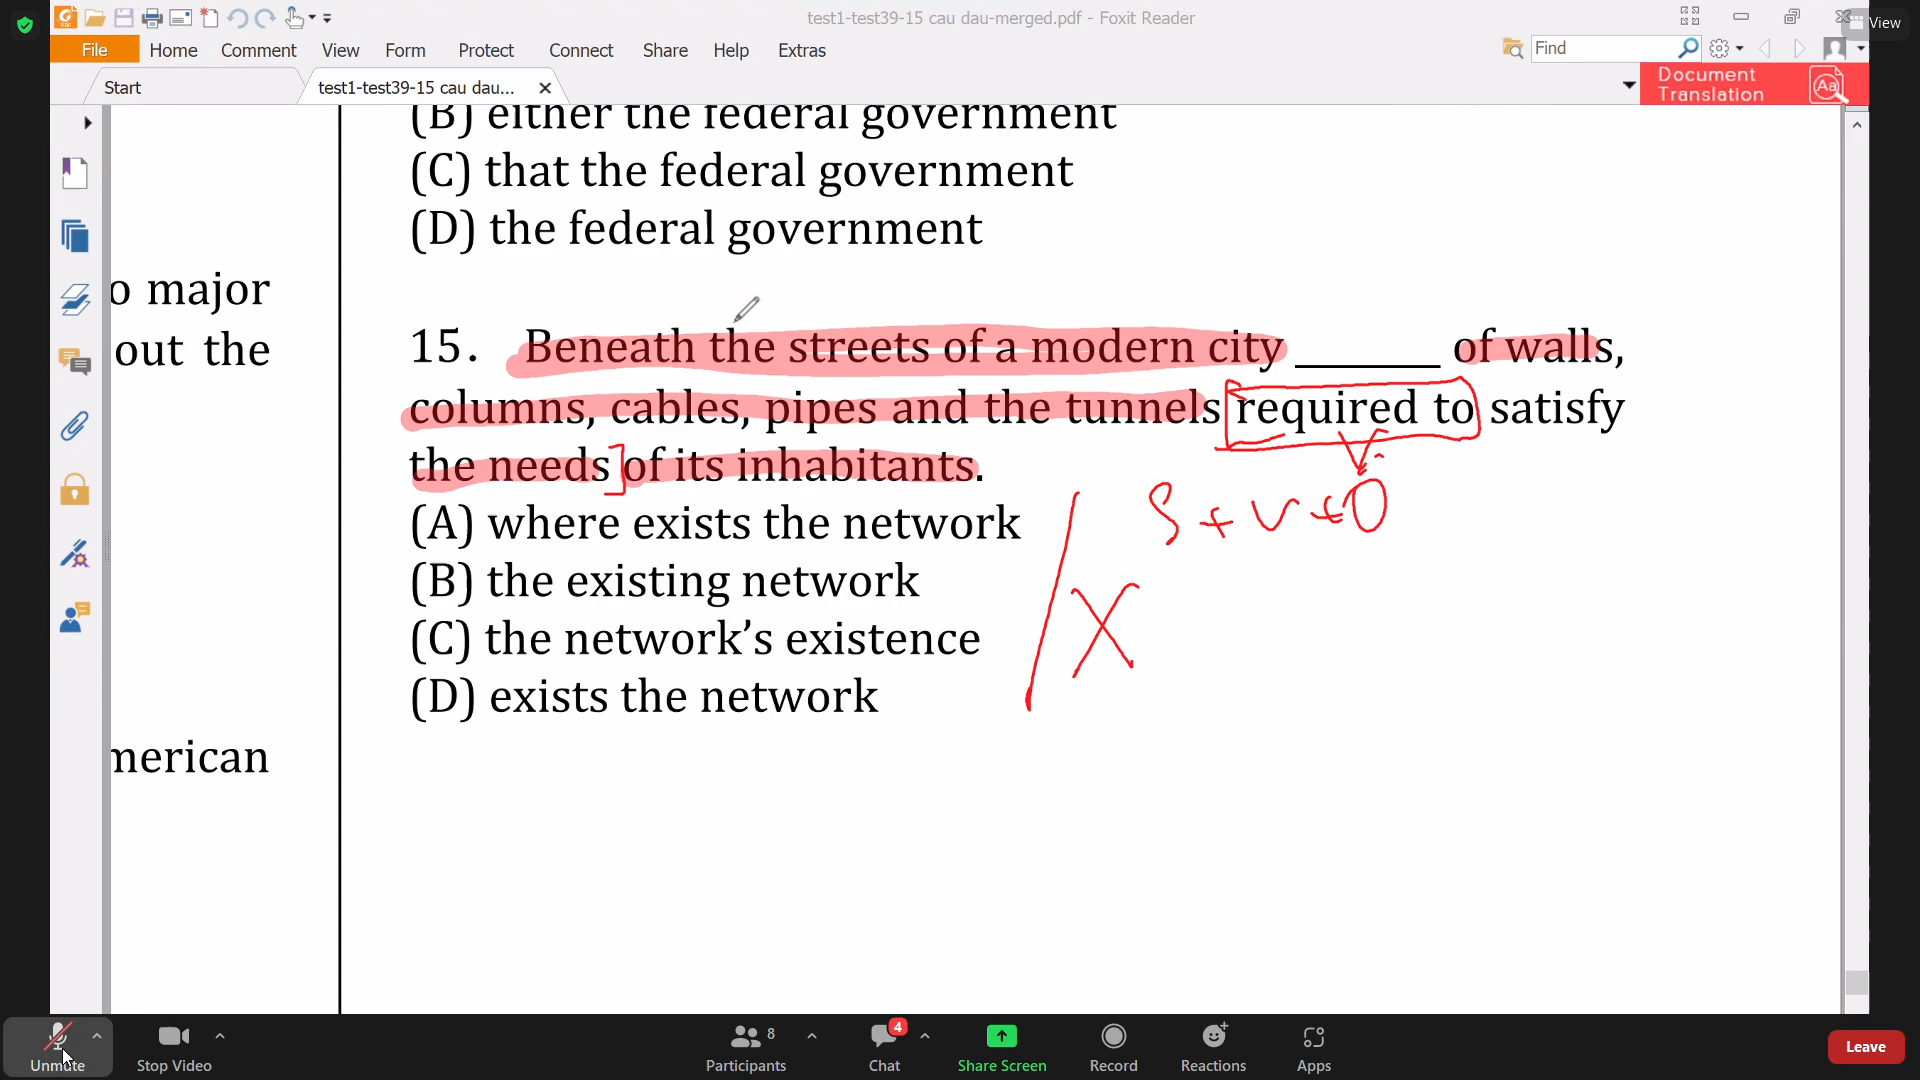 test1-test39-15 cau dau-merged.pdf - Foxit Reader
View
File Home Comment View Form Protect Connect Share Help Extras
Find
Start
test1-test39-15 cau dau...
Document Translation
(B) either the federal government
(C) that the federal government
(D) the federal government
o major
out the
merican
15. Beneath the streets of a modern city _______ of walls,
columns, cables, pipes and the tunnels required to satisfy
the needs] of its inhabitants.
(A) where exists the network
(B) the existing network
(C) the network’s existence
(D) exists the network
S + V + O
X
Unmute
Stop Video
Participants 8
Chat 4
Share Screen
Record
Reactions
Apps
Leave